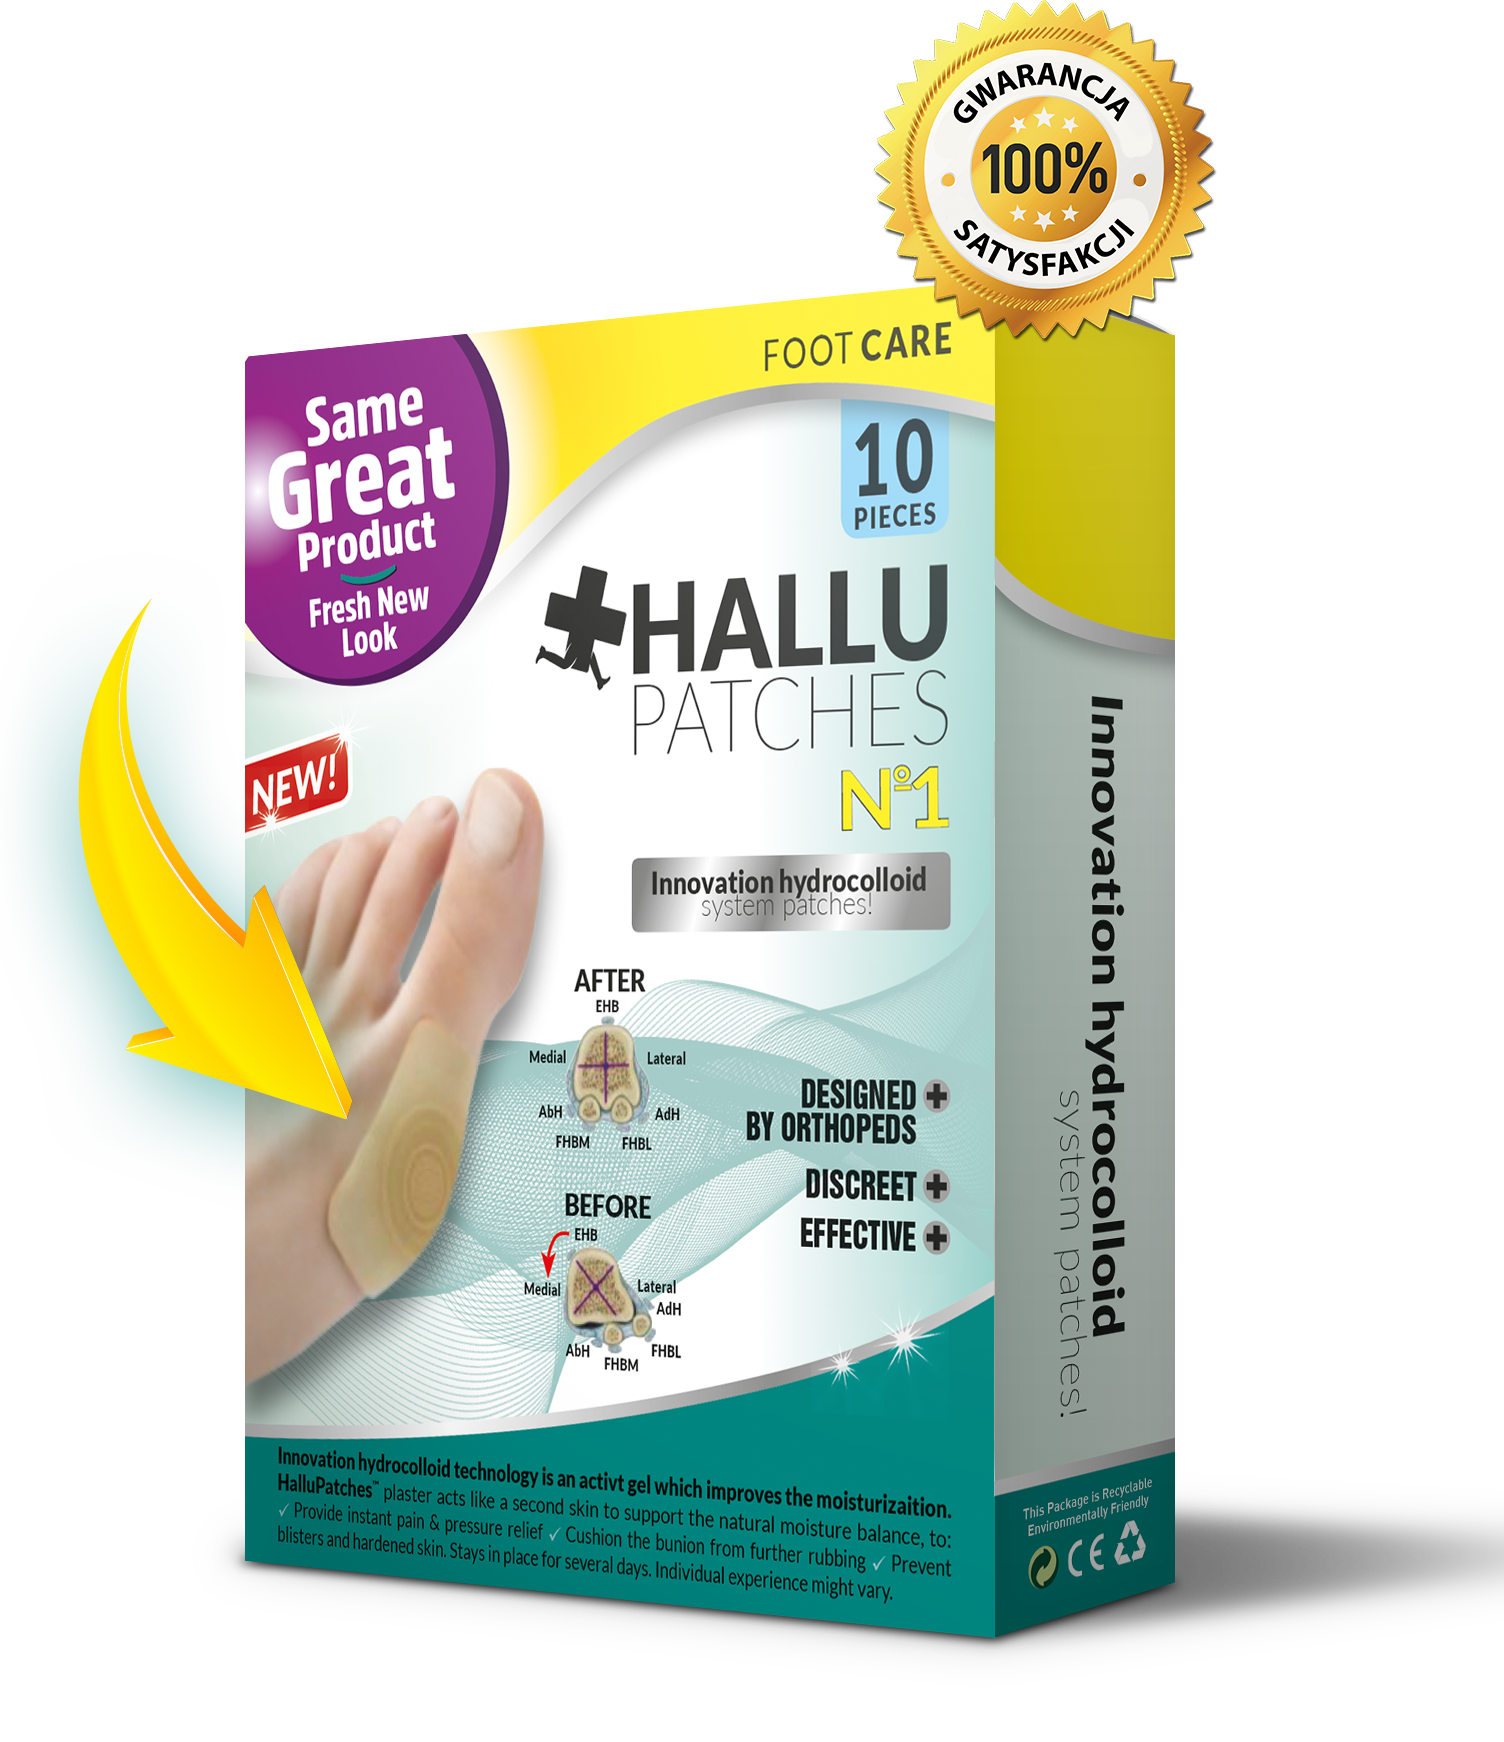 GWARANCJA
100%
SATYSFAKCJI
FOOT CARE
Same
Great
Product
Fresh New
Look
10
PIECES
HALLU
PATCHES
Nº1
NEW!
Innovation hydrocolloid
system patches!
AFTER
EHB
Medial Lateral
AbH AdH
FHBM FHBL
DESIGNED
BY ORTHOPEDS
DISCREET
EFFECTIVE
BEFORE
EHB
Medial Lateral
AdH
AbH FHBL
FHBM
Innovation hydrocolloid technology is an activt gel which improves the moisturizaition.
HalluPatches™ plaster acts like a second skin to support the natural moisture balance, to:
✓ Provide instant pain & pressure relief ✓ Cushion the bunion from further rubbing ✓ Prevent
blisters and hardened skin. Stays in place for several days. Individual experience might vary.
Innovation hydrocolloid
system patches!
This Package is Recyclable
Environmentally Friendly
CE